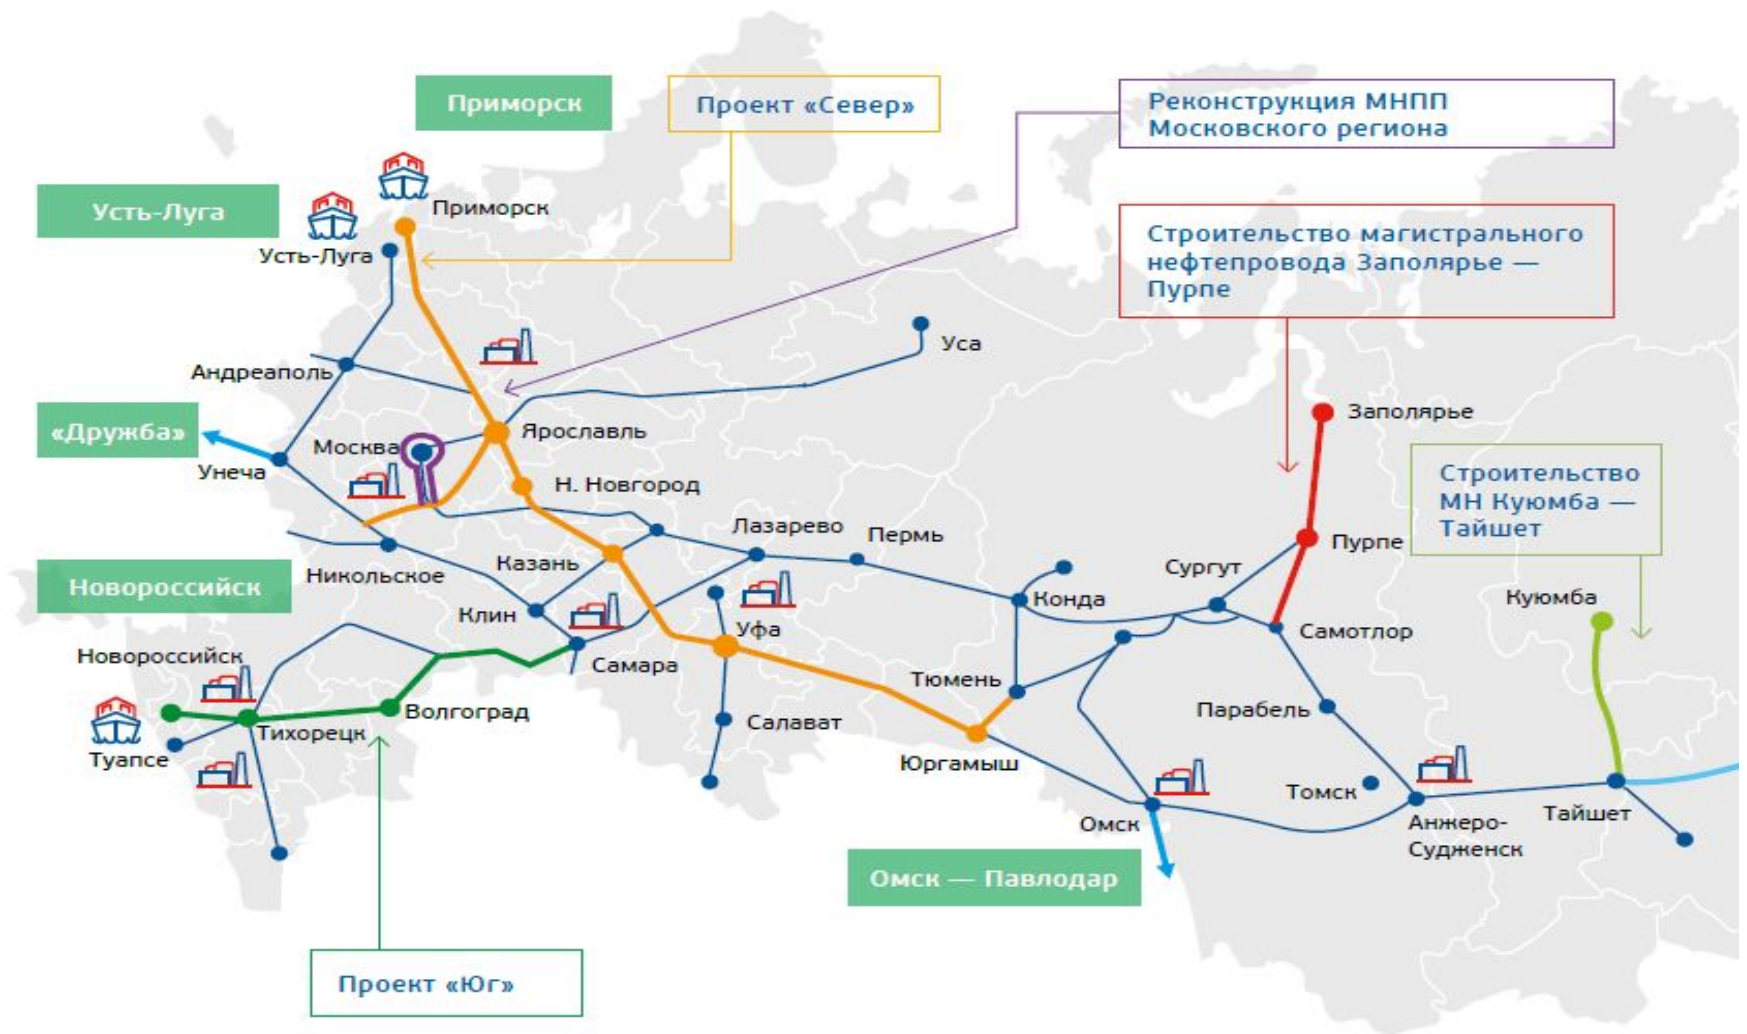 Приморск
Проект «Север»
Реконструкция МНПП
Московского региона
Усть-Луга
Приморск
Усть-Луга
Строительство магистрального
нефтепровода Заполярье —
Пурпе
Уса
Андреаполь
«Дружба»
Москва
Ярославль
Заполярье
Унеча
Н. Новгород
Строительство
МН Куюмба —
Тайшет
Лазарево
Пермь
Пурпе
Казань
Сургут
Никольское
Новороссийск
Клин
Конда
Куюмба
Уфа
Самотлор
Новороссийск
Самара
Тюмень
Волгоград
Салават
Парабель
Тихорецк
Туапсе
Юргамыш
Томск
Омск
Анжеро-
Судженск
Тайшет
Омск — Павлодар
Проект «Юг»